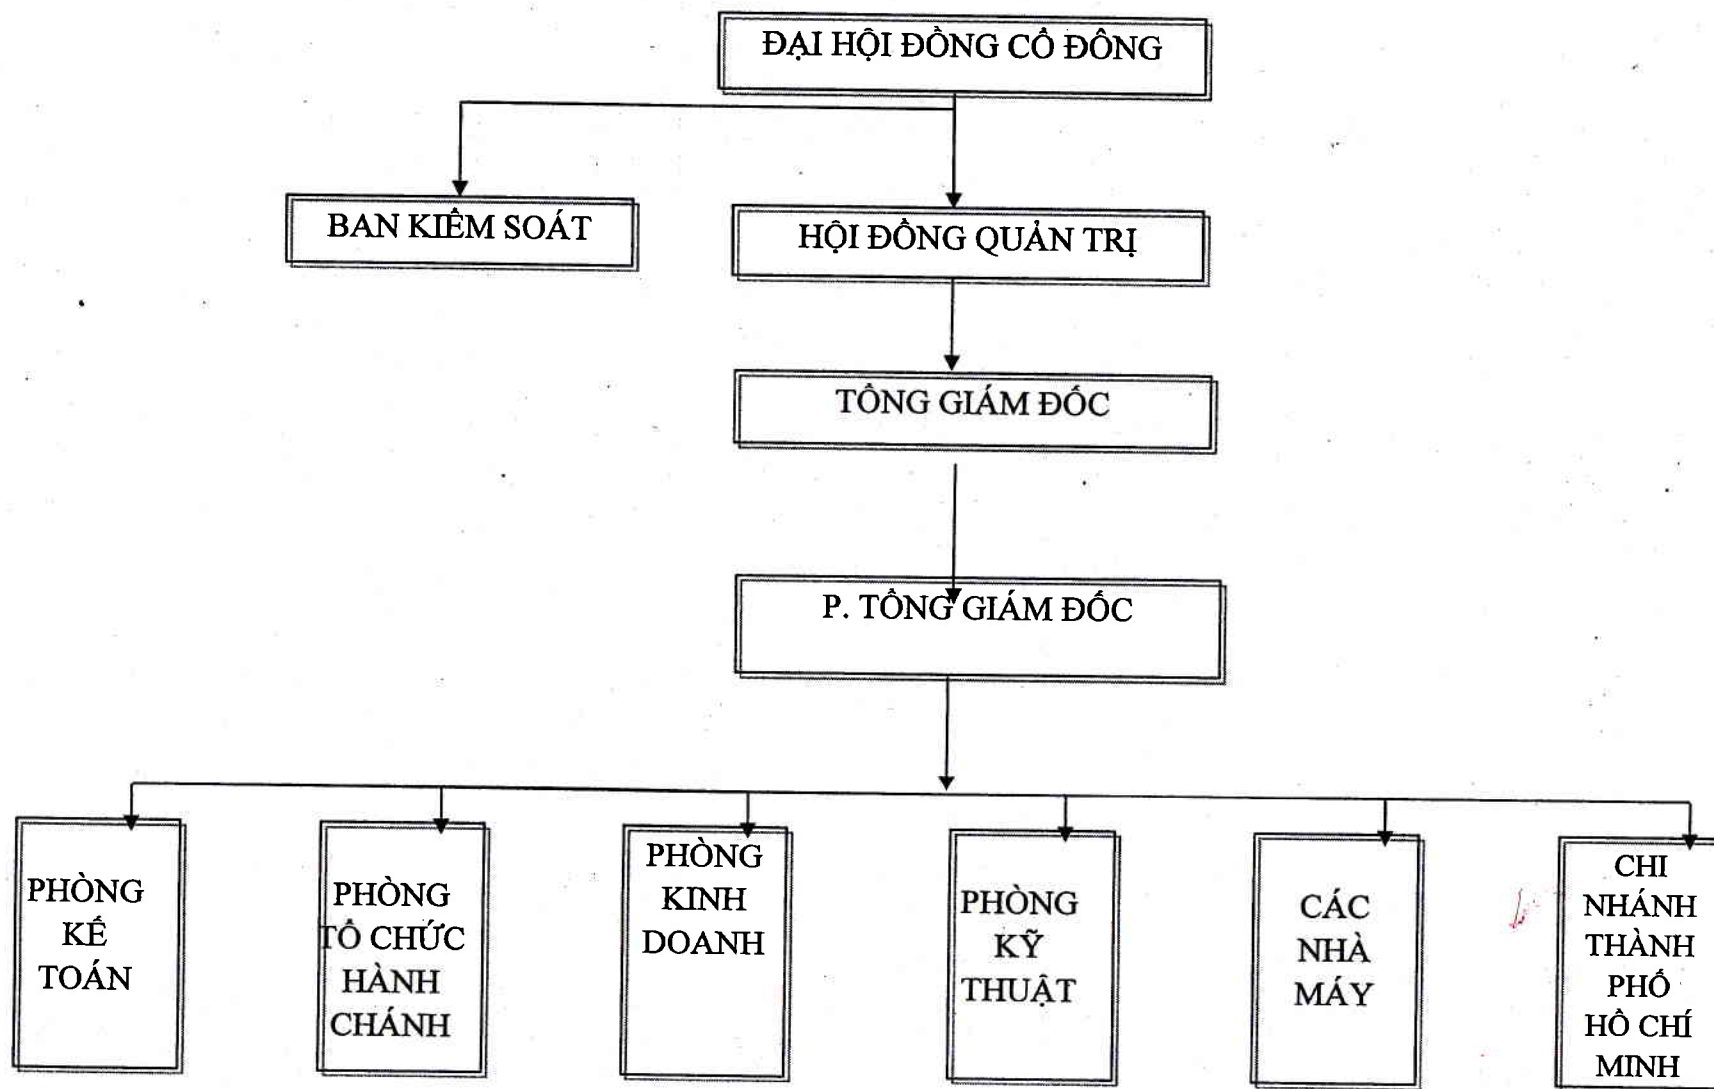 ĐẠI HỘI ĐỒNG CỔ ĐÔNG
BAN KIỂM SOÁT
HỘI ĐỒNG QUẢN TRỊ
TỔNG GIÁM ĐỐC
P. TỔNG GIÁM ĐỐC
PHÒNG
KẾ
TOÁN
PHÒNG
TỔ CHỨC
HÀNH
CHÁNH
PHÒNG
KINH
DOANH
PHÒNG
KỸ
THUẬT
CÁC
NHÀ
MÁY
CHI
NHÁNH
THÀNH
PHỐ
HỒ CHÍ
MINH